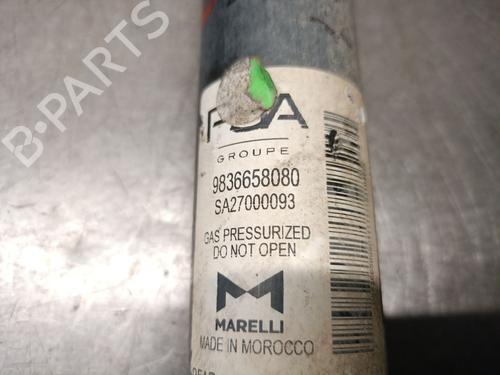 PSA
GROUPE
9836658080
SA27000093
GAS PRESSURIZED
DO NOT OPEN
MARELLI
MADE IN MOROCCO
B-Parts